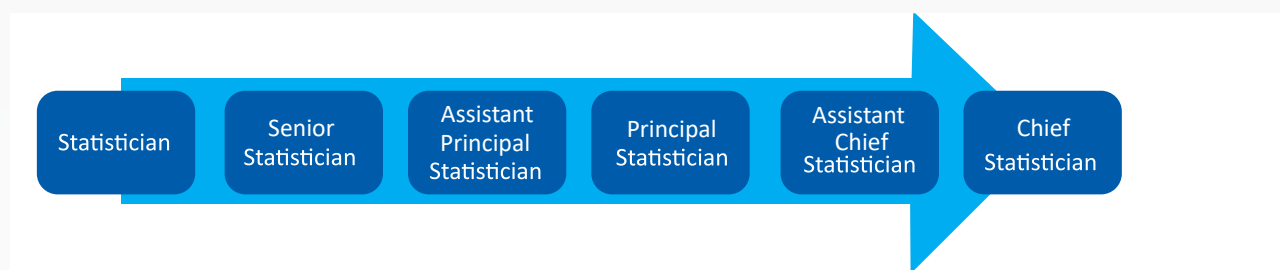 Statistician
Senior
Statistician
Assistant
Principal
Statistician
Principal
Statistician
Assistant
Chief
Statistician
Chief
Statistician